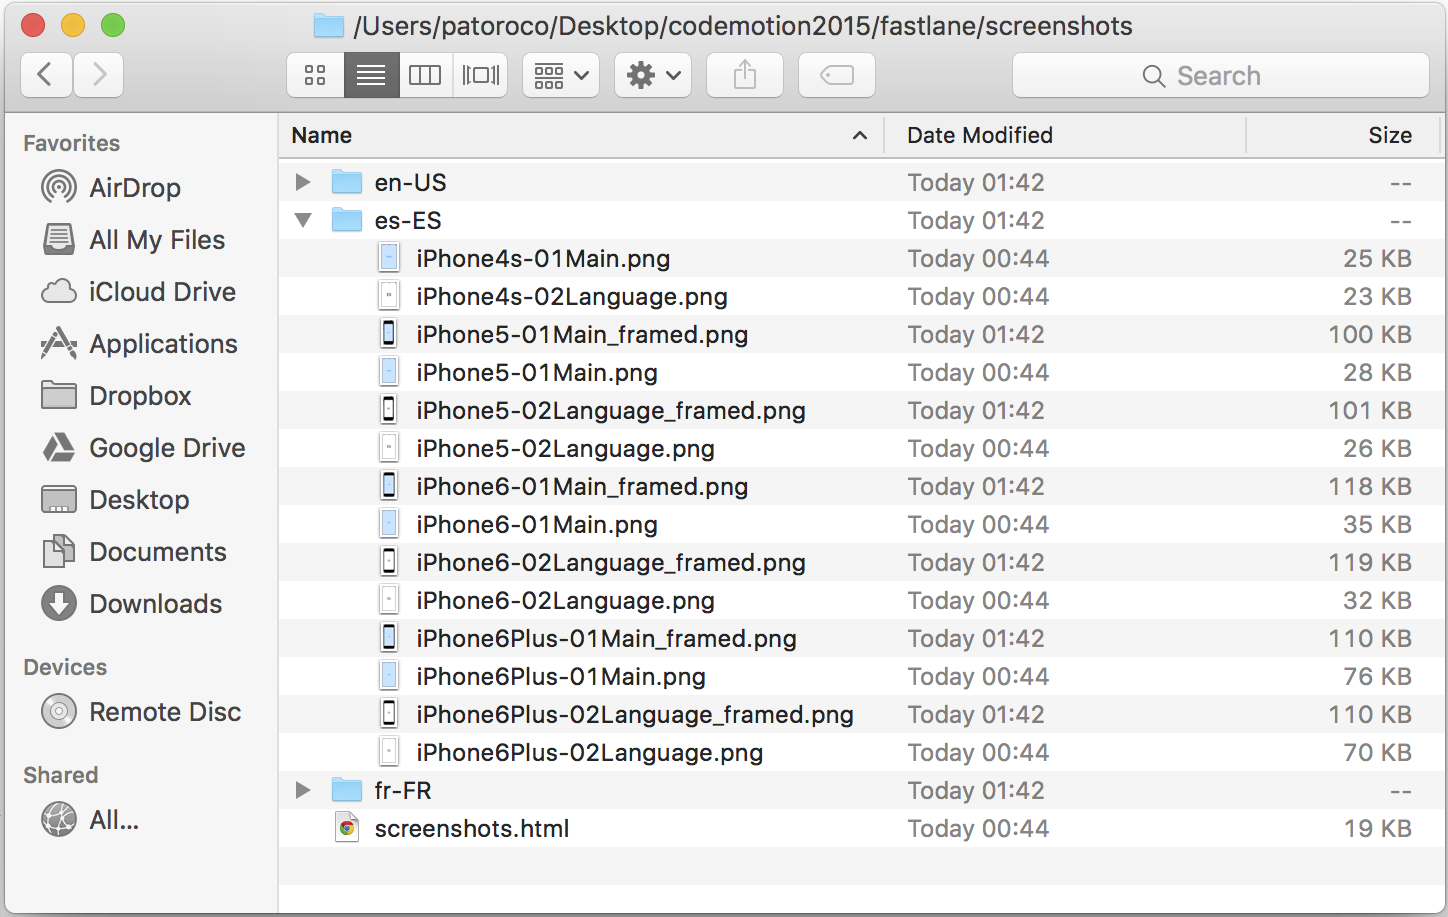 /Users/patoroco/Desktop/codemotion2015/fastlane/screenshots
Search
Favorites
AirDrop
All My Files
iCloud Drive
Applications
Dropbox
Google Drive
Desktop
Documents
Downloads
Devices
Remote Disc
Shared
All...
Name Date Modified Size
en-US Today 01:42 --
es-ES Today 01:42 --
iPhone4s-01Main.png Today 00:44 25 KB
iPhone4s-02Language.png Today 00:44 23 KB
iPhone5-01Main_framed.png Today 01:42 100 KB
iPhone5-01Main.png Today 00:44 28 KB
iPhone5-02Language_framed.png Today 01:42 101 KB
iPhone5-02Language.png Today 00:44 26 KB
iPhone6-01Main_framed.png Today 01:42 118 KB
iPhone6-01Main.png Today 00:44 35 KB
iPhone6-02Language_framed.png Today 01:42 119 KB
iPhone6-02Language.png Today 00:44 32 KB
iPhone6Plus-01Main_framed.png Today 01:42 110 KB
iPhone6Plus-01Main.png Today 00:44 76 KB
iPhone6Plus-02Language_framed.png Today 01:42 110 KB
iPhone6Plus-02Language.png Today 00:44 70 KB
fr-FR Today 01:42 --
screenshots.html Today 00:44 19 KB